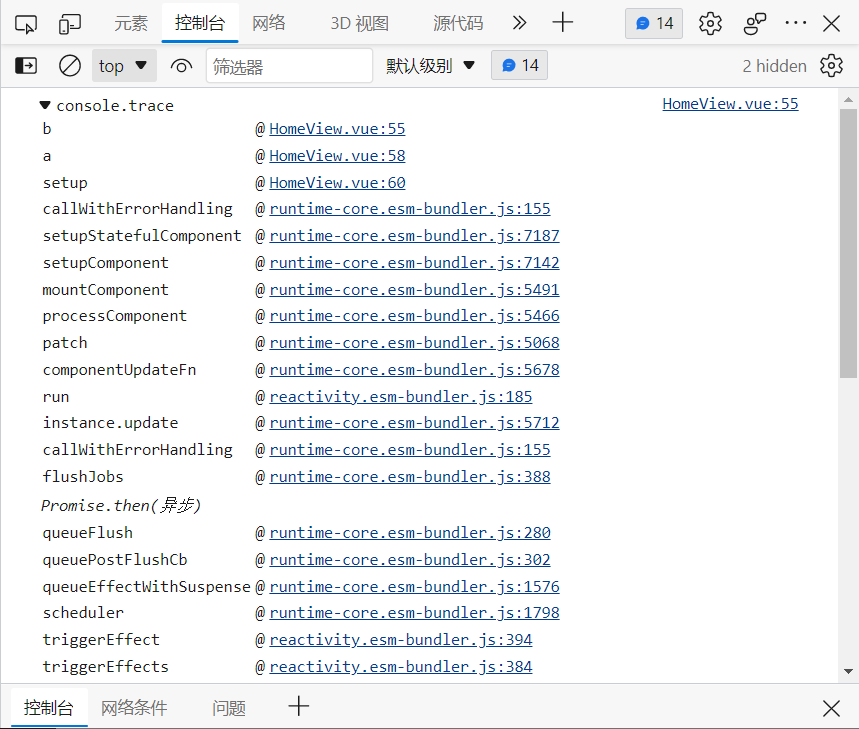 元素 控制台 网络 3D 视图 源代码 14
top 筛选器 默认级别 14 2 hidden
console.trace HomeView.vue:55
b @ HomeView.vue:55
a @ HomeView.vue:58
setup @ HomeView.vue:60
callWithErrorHandling @ runtime-core.esm-bundler.js:155
setupStatefulComponent @ runtime-core.esm-bundler.js:7187
setupComponent @ runtime-core.esm-bundler.js:7142
mountComponent @ runtime-core.esm-bundler.js:5491
processComponent @ runtime-core.esm-bundler.js:5466
patch @ runtime-core.esm-bundler.js:5068
componentUpdateFn @ runtime-core.esm-bundler.js:5678
run @ reactivity.esm-bundler.js:185
instance.update @ runtime-core.esm-bundler.js:5712
callWithErrorHandling @ runtime-core.esm-bundler.js:155
flushJobs @ runtime-core.esm-bundler.js:388
Promise.then(异步)
queueFlush @ runtime-core.esm-bundler.js:280
queuePostFlushCb @ runtime-core.esm-bundler.js:302
queueEffectWithSuspense @ runtime-core.esm-bundler.js:1576
scheduler @ runtime-core.esm-bundler.js:1798
triggerEffect @ reactivity.esm-bundler.js:394
triggerEffects @ reactivity.esm-bundler.js:384
控制台 网络条件 问题